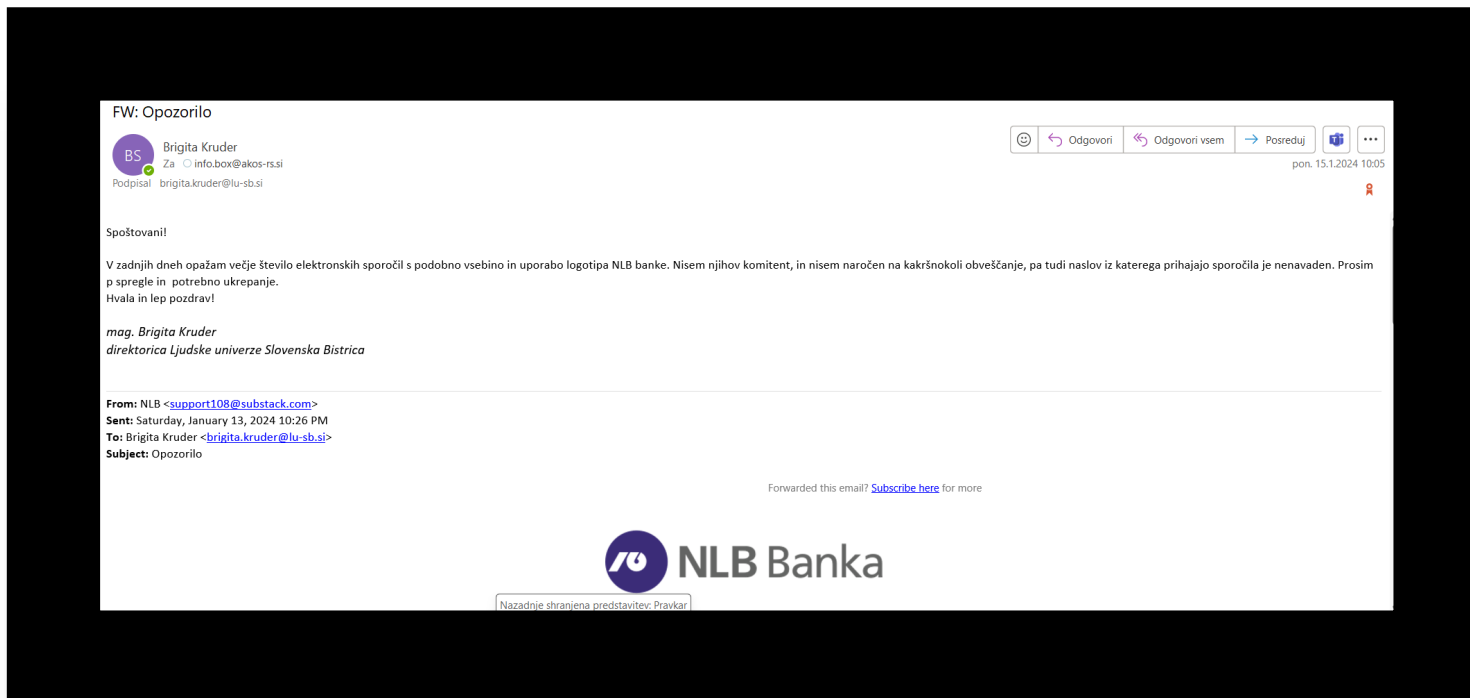 FW: Opozorilo
BS
Brigita Kruder
Za info.box@akos-rs.si
Podpisal brigita.kruder@lu-sb.si
Odgovori
Odgovori vsem
Posreduj
pon. 15.1.2024 10:05
Spoštovani!
V zadnjih dneh opažam večje število elektronskih sporočil s podobno vsebino in uporabo logotipa NLB banke. Nisem njihov komitent, in nisem naročen na kakršnokoli obveščanje, pa tudi naslov iz katerega prihajajo sporočila je nenavaden. Prosim
p spregle in potrebno ukrepanje.
Hvala in lep pozdrav!
mag. Brigita Kruder
direktorica Ljudske univerze Slovenska Bistrica
From: NLB <support108@substack.com>
Sent: Saturday, January 13, 2024 10:26 PM
To: Brigita Kruder <brigita.kruder@lu-sb.si>
Subject: Opozorilo
Forwarded this email? Subscribe here for more
NLB Banka
Nazadnje shranjena predstavitev: Pravkar